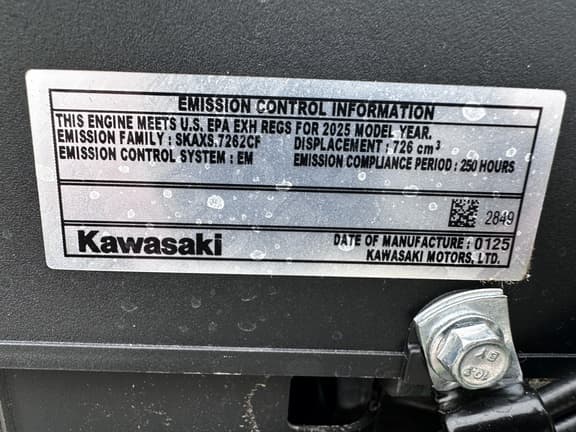 EMISSION CONTROL INFORMATION
THIS ENGINE MEETS U.S. EPA EXH REGS FOR 2025 MODEL YEAR.
EMISSION FAMILY : SKAXS.7262CF DISPLACEMENT : 726 cm³
EMISSION CONTROL SYSTEM : EM EMISSION COMPLIANCE PERIOD : 250 HOURS
2849
Kawasaki DATE OF MANUFACTURE : 0125
KAWASAKI MOTORS, LTD.